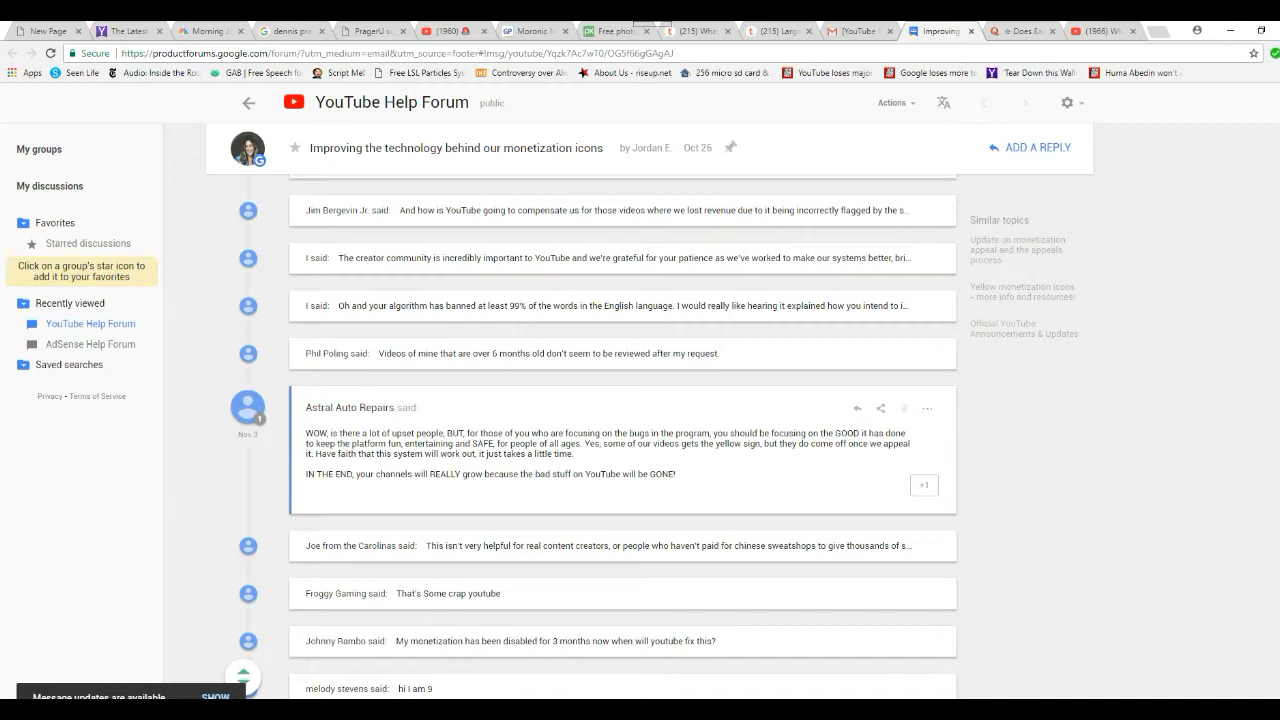 New Page
The Latest
Morning
dennis pra
PragerU
(1960)
Moronic M
Free phot
(215) Wha
(215) Larg
[YouTube
Improving
Does Ea
(1966) Wh
Secure
https://productforums.google.com/forum/?utm_medium=email&utm_source=footer#!msg/youtube/Yqzk7Ac7w10/OG5f66gGAgAJ
Apps
Seen Life
Audio: Inside the Roo
GAB | Free Speech fo
Script Me!
Free LSL Particles Sys
Controversy over Ali
About Us - riseup.net
256 micro sd card &
YouTube loses major
Google loses more to
'Tear Down this Wall
Huma Abedin won't
YouTube Help Forum public
Actions
My groups
My discussions
Favorites
Starred discussions
Click on a group's star icon to
add it to your favorites
Recently viewed
YouTube Help Forum
AdSense Help Forum
Saved searches
Privacy - Terms of Service
Improving the technology behind our monetization icons by Jordan E. Oct 26
ADD A REPLY
Jim Bergevin Jr. said: And how is YouTube going to compensate us for those videos where we lost revenue due to it being incorrectly flagged by the s...
I said: The creator community is incredibly important to YouTube and we're grateful for your patience as we've worked to make our systems better, bri...
I said: Oh and your algorithm has banned at least 99% of the words in the English language. I would really like hearing it explained how you intend to i...
Phil Poling said: Videos of mine that are over 6 months old don't seem to be reviewed after my request.
Nov 3
1
Astral Auto Repairs said:
WOW, is there a lot of upset people, BUT, for those of you who are focusing on the bugs in the program, you should be focusing on the GOOD it has done
to keep the platform fun, entertaining and SAFE, for people of all ages. Yes, some of our videos gets the yellow sign, but they do come off once we appeal
it. Have faith that this system will work out, it just takes a little time.
IN THE END, your channels will REALLY grow because the bad stuff on YouTube will be GONE!
+1
Joe from the Carolinas said: This isn't very helpful for real content creators, or people who haven't paid for chinese sweatshops to give thousands of s...
Froggy Gaming said: That's Some crap youtube
Johnny Rambo said: My monetization has been disabled for 3 months now when will youtube fix this?
melody stevens said: hi I am 9
Similar topics
Update on monetization
appeal and the appeals
process
Yellow monetization icons
- more info and resources!
Official YouTube
Announcements & Updates
Message updates are available. SHOW